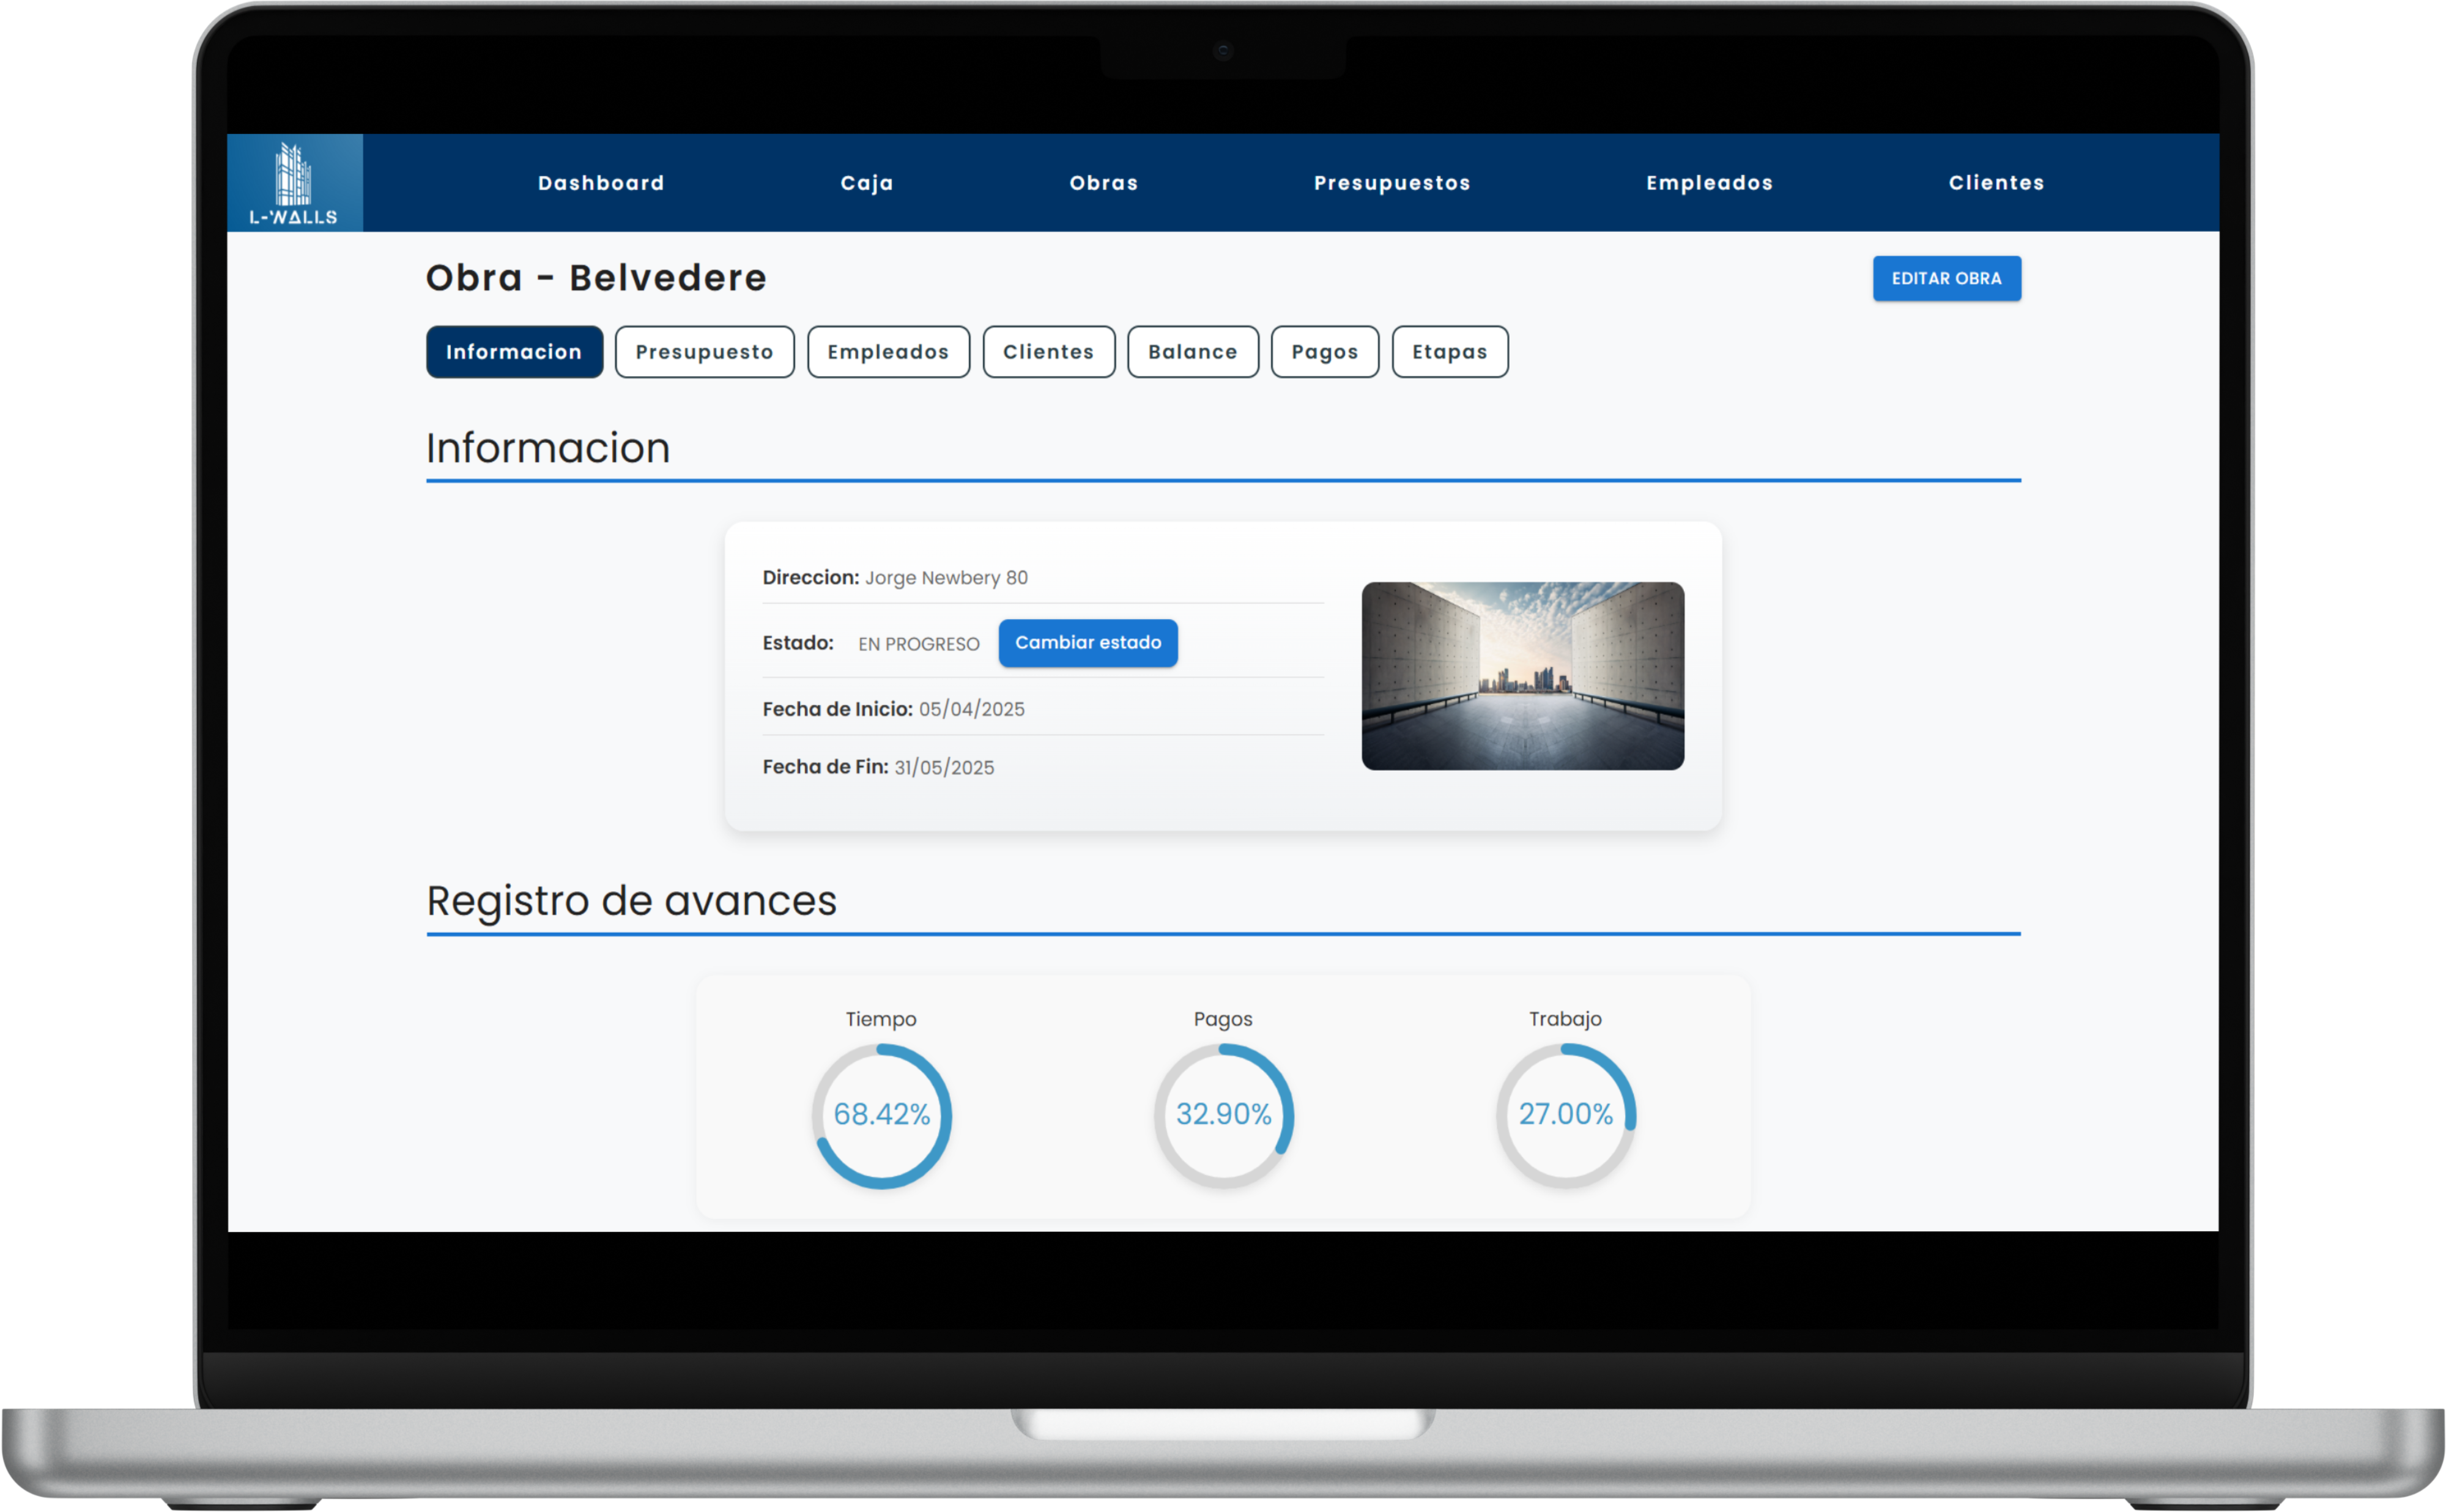 L-WALLS
Dashboard Caja Obras Presupuestos Empleados Clientes
Obra - Belvedere
EDITAR OBRA
Informacion Presupuesto Empleados Clientes Balance Pagos Etapas
Informacion
Direccion: Jorge Newbery 80
Estado: EN PROGRESO Cambiar estado
Fecha de Inicio: 05/04/2025
Fecha de Fin: 31/05/2025
Registro de avances
Tiempo Pagos Trabajo
68.42% 32.90% 27.00%